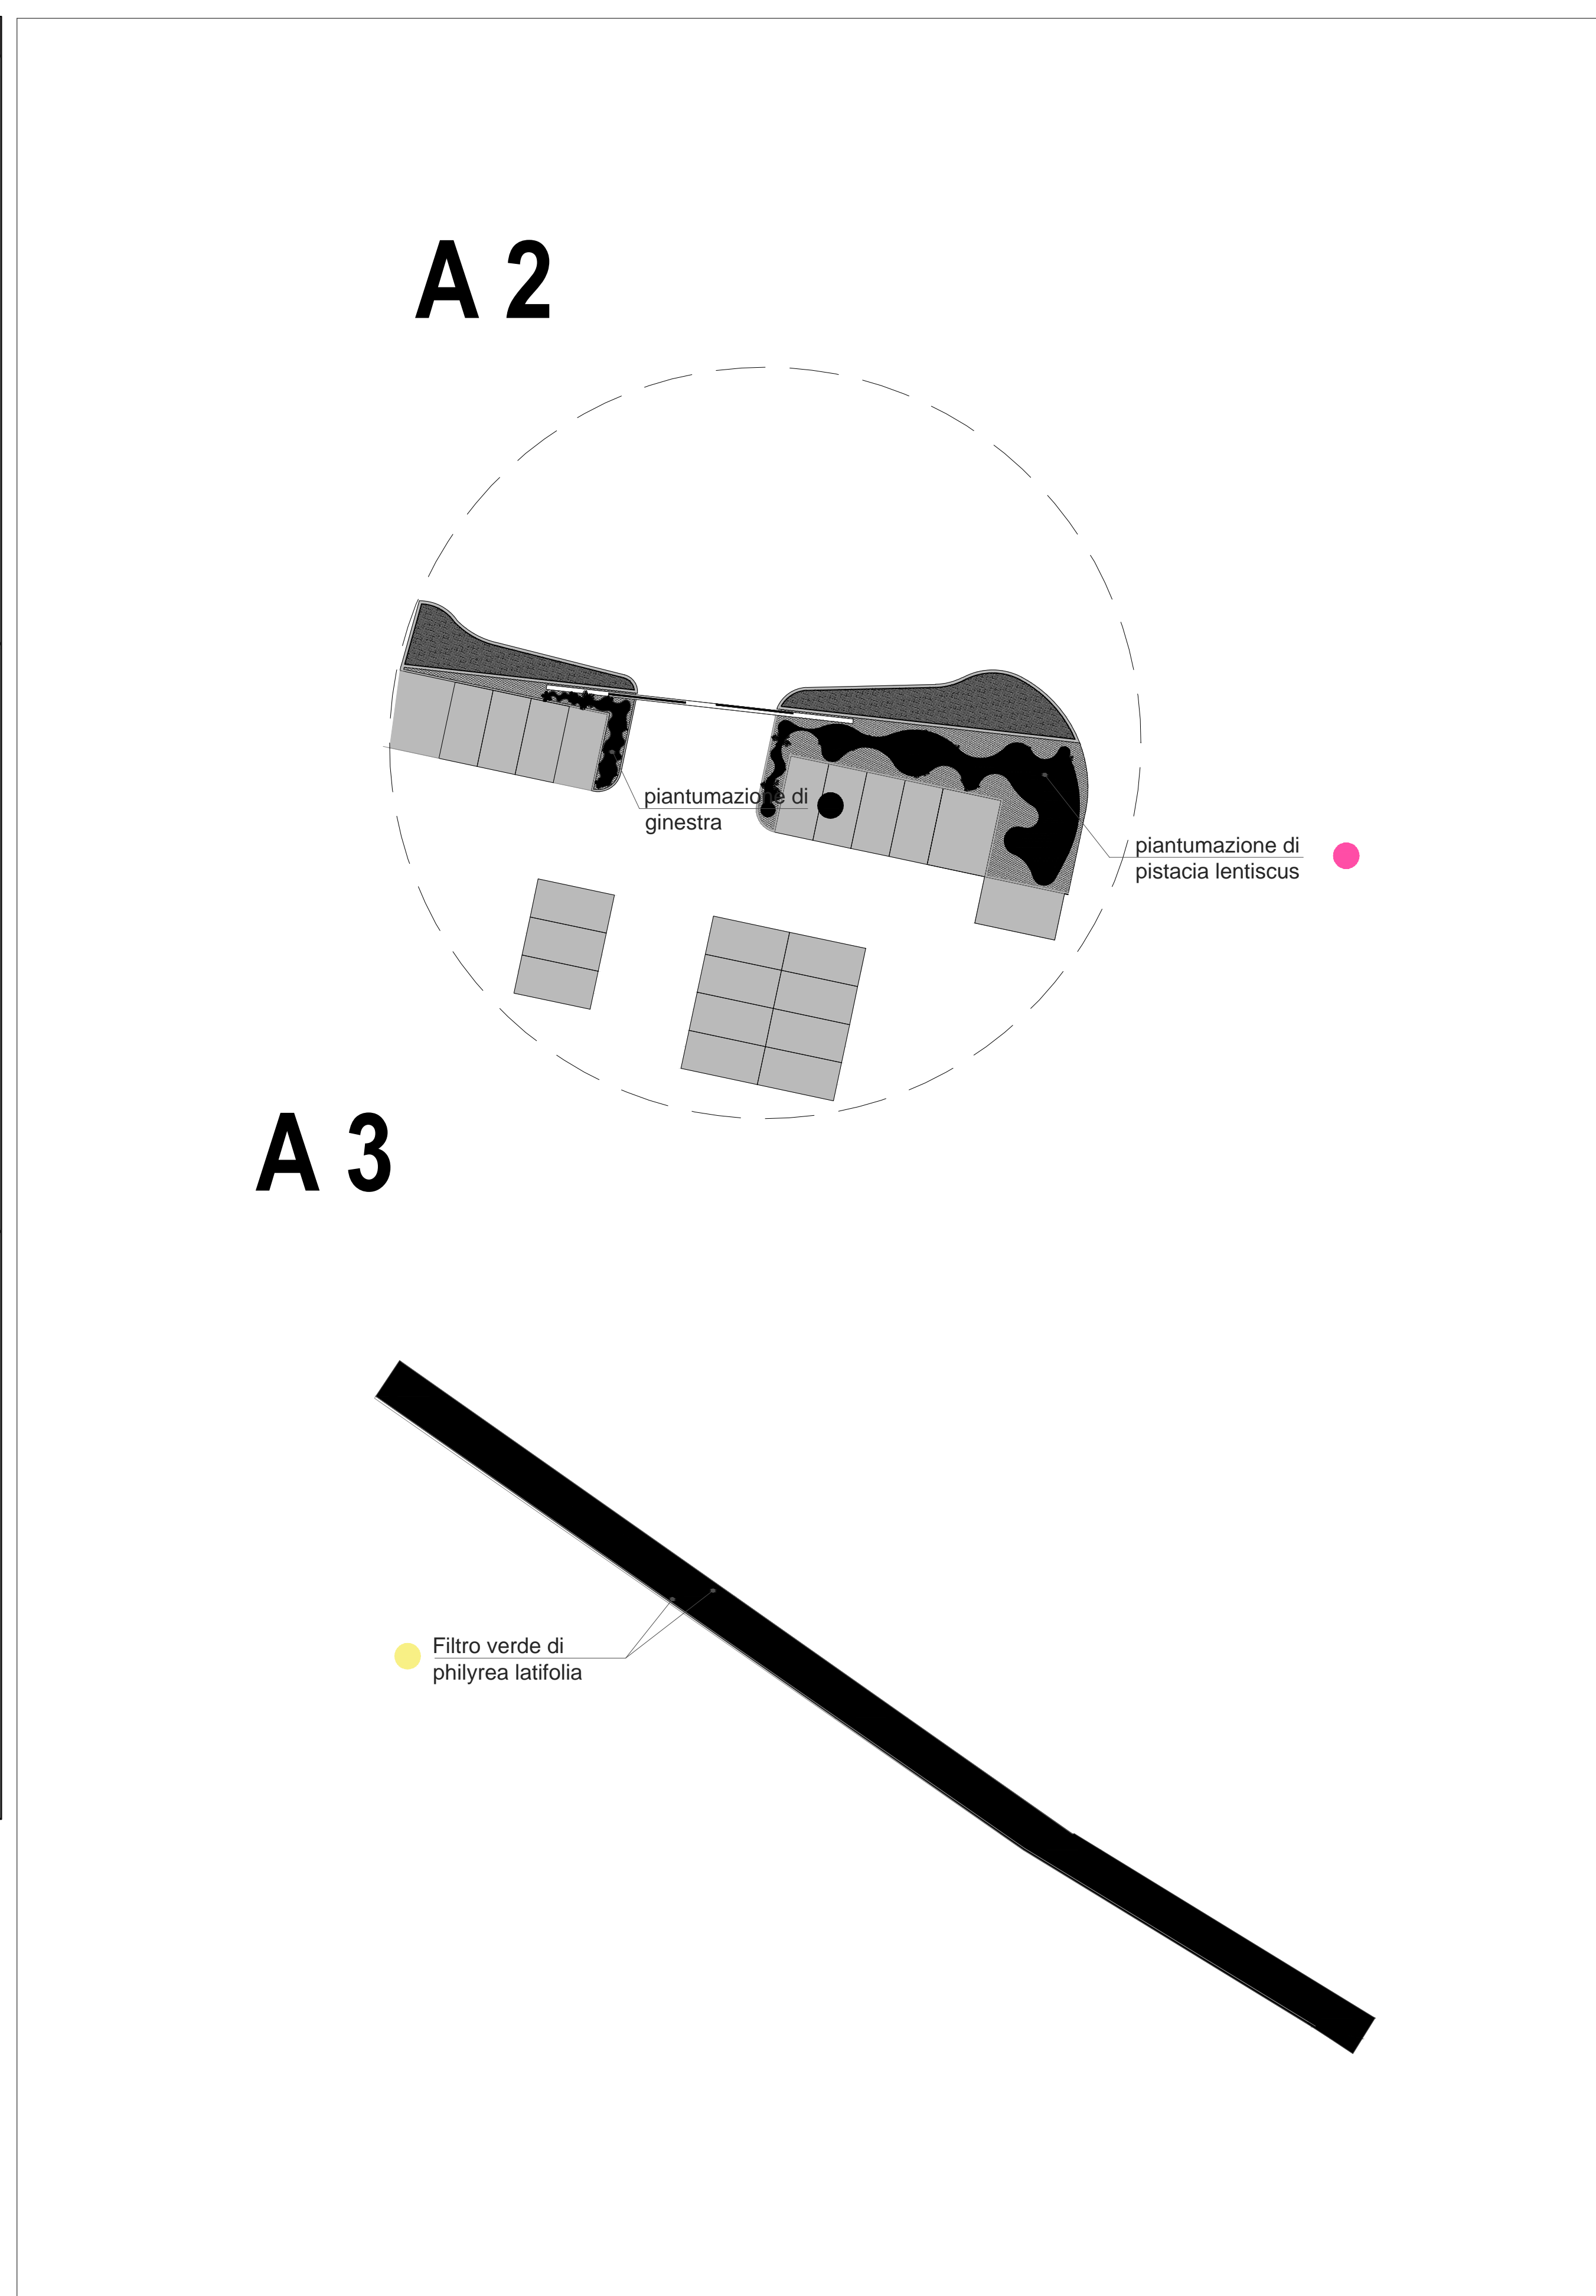 A 2
piantumazione di
ginestra
piantumazione di
pistacia lentiscus
A 3
Filtro verde di
philyrea latifolia